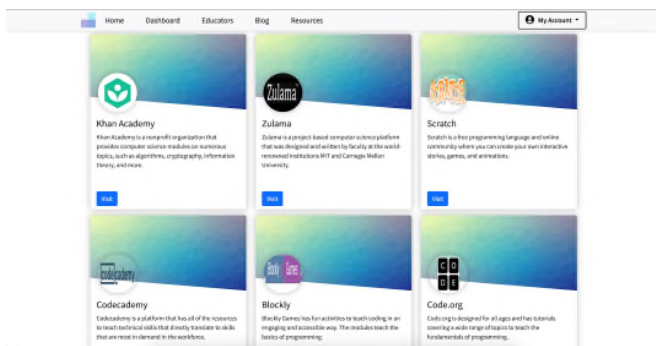 Home Dashboard Educators Blog Resources My Account
Zulama
SCRATCH
Khan Academy
Khan Academy is a nonprofit organization that
provides computer science modules on numerous
topics, such as algorithms, cryptography, information
theory, and more.
Visit
Zulama
Zulama is a project based computer science platform
that was designed and written by faculty at the world-
renowned institutions MIT and Carnegie Mellon
University.
Visit
Scratch
Scratch is a free programming language and online
community where you can create your own interactive
stories, games, and animations.
Visit
codecademy
Blockly Games
C O
D E
Codecademy
Codecademy is a platform that has all of the resources
to teach technical skills that directly translate to skills
that are most in demand in the workforce.
Blockly
Blockly Games has fun activities to teach coding in an
engaging and accessible way. The modules teach the
basics of programming
Code.org
Code.org is designed for all ages and has tutorials
covering a wide range of topics to teach the
fundamentals of programming.